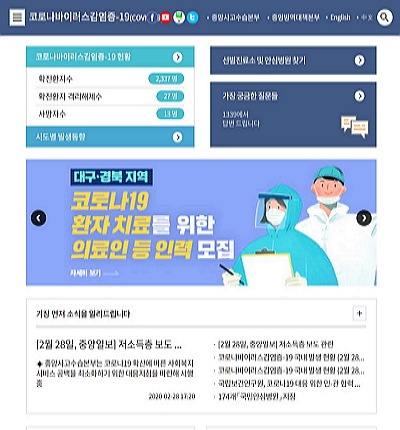 코로나바이러스감염증-19(COV
중앙사고수습본부
중앙방역대책본부
English
中文
코로나바이러스감염증-19 현황
확진환자수
2,337 명
확진환자 격리해제수
27 명
사망자수
13 명
시도별 발생동향
선별진료소 및 안심병원 찾기
가장 궁금한 질문들
1339에서
답변 드립니다
대구·경북 지역
코로나19
환자 치료를 위한
의료인 등 인력 모집
자세히 보기
가장 먼저 소식을 알려드립니다
+
[2월 28일, 중앙일보] 저소득층 보도 ...
◈ 중앙사고수습본부는 코로나19 확산에 따른 사회복지
서비스 공백을 최소화하기 위한 대응지침을 마련해 시행
중
2020-02-28 17:20
[2월 28일, 중앙일보] 저소득층 보도 관련
코로나바이러스감염증-19 국내 발생 현황 (2월 28...
코로나바이러스감염증-19 국내 발생 현황 (2월 28...
국립보건연구원, 코로나19 대응 위한 민·관 협력 ...
174개 「국민안심병원」 지정